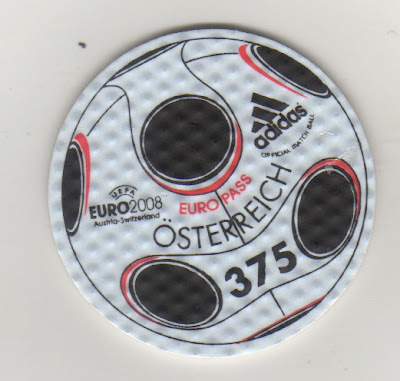 adidas
OFFICIAL MATCH BALL
UEFA
EURO2008
Austria-Switzerland
EURO PASS
ÖSTERREICH
375